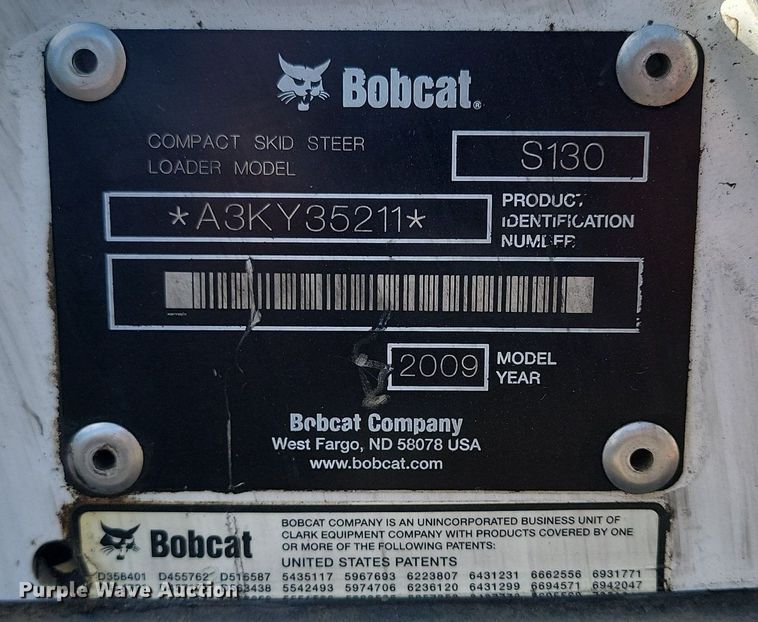 Bobcat®
COMPACT SKID STEER
LOADER MODEL
S130
*A3KY35211*
PRODUCT
IDENTIFICATION
NUMBER
2009
MODEL
YEAR
Bobcat Company
West Fargo, ND 58078 USA
www.bobcat.com
Bobcat
BOBCAT COMPANY IS AN UNINCORPORATED BUSINESS UNIT OF
CLARK EQUIPMENT COMPANY WITH PRODUCTS COVERED BY ONE
OR MORE OF THE FOLLOWING PATENTS:
UNITED STATES PATENTS
D358401 D455762 D516587 5435117 5967693 6223807 6431231 6662556 6931771
5542493 5974706 6236120 6431299 6694571 6942047
Purple Wave Auction